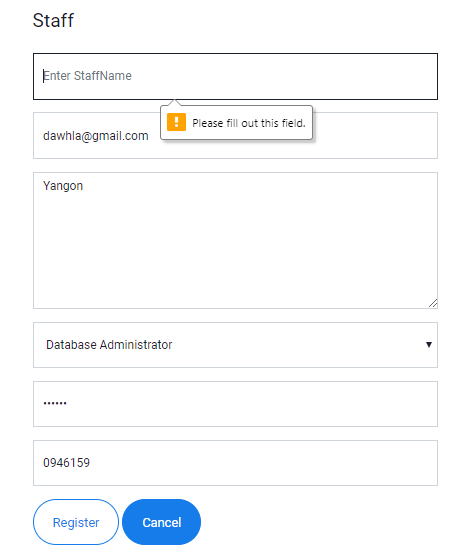 Staff
Enter StaffName
! Please fill out this field.
dawhla@gmail.com
Yangon
Database Administrator
••••••
0946159
Register Cancel